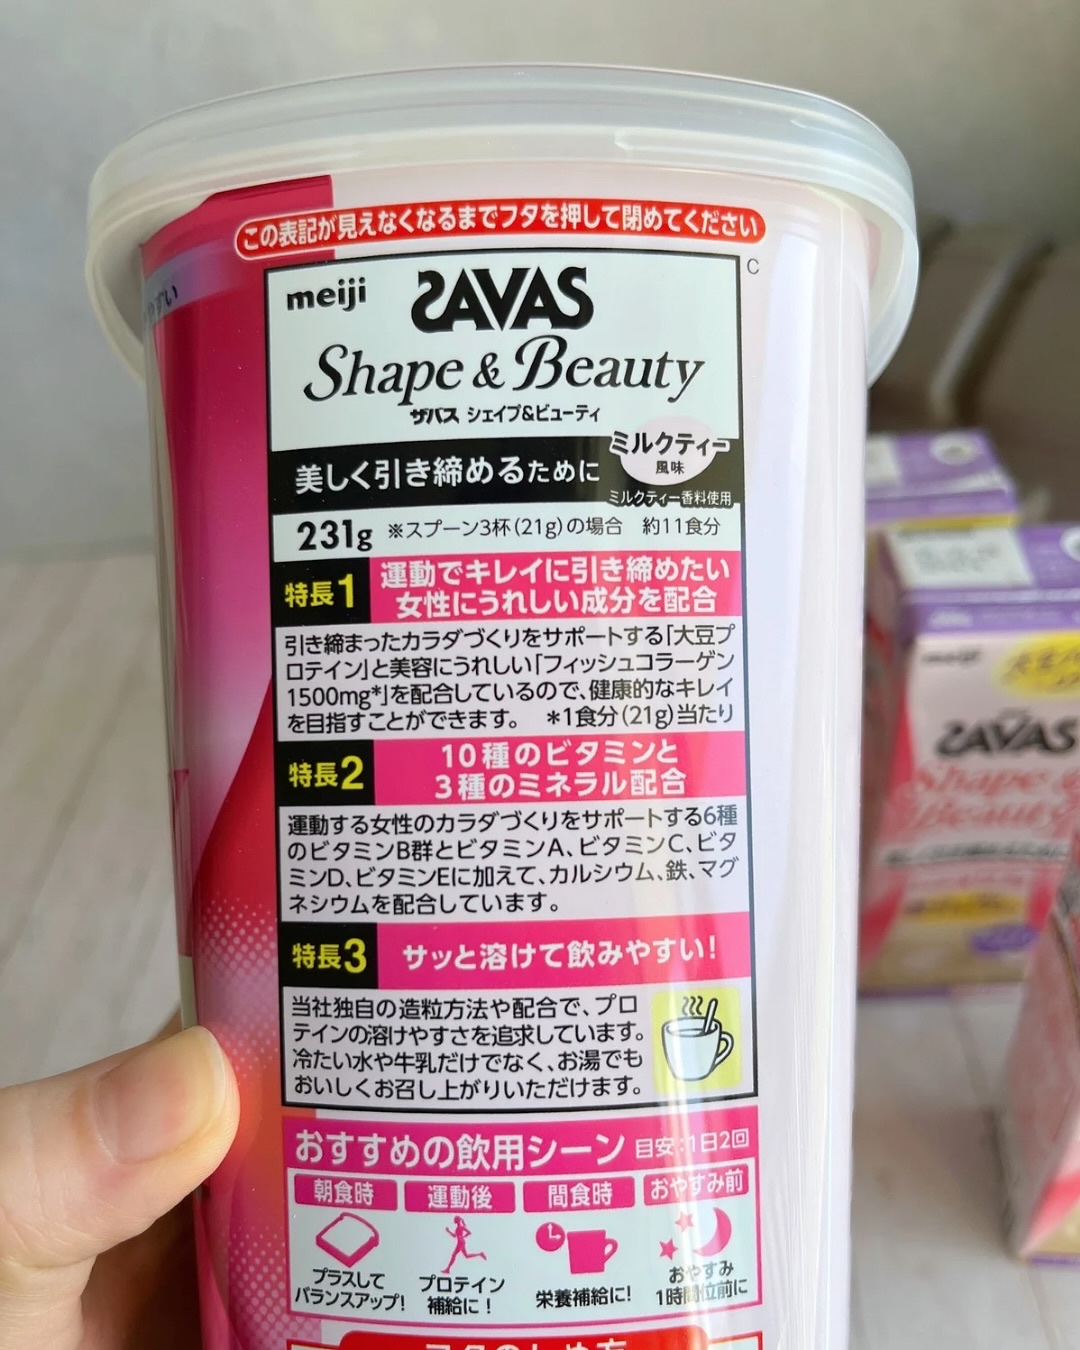 この表記が見えなくなるまでフタを押して閉めてください
やすい
C
meiji
SAVAS
Shape & Beauty
ザバス シェイプ&ビューティ
美しく引き締めるために
ミルクティー
風味
ミルクティー香料使用
231g ※スプーン3杯(21g)の場合 約11食分
特長1
運動でキレイに引き締めたい
女性にうれしい成分を配合
引き締まったカラダづくりをサポートする「大豆プ
ロテイン」と美容にうれしい「フィッシュコラーゲン
1500mg*」を配合しているので、健康的なキレイ
を目指すことができます。 *1食分(21g)当たり
特長2
10種のビタミンと
3種のミネラル配合
運動する女性のカラダづくりをサポートする6種
のビタミンB群とビタミンA、ビタミンC、ビタ
ミンD、ビタミンEに加えて、カルシウム、鉄、マグ
ネシウムを配合しています。
特長3
サッと溶けて飲みやすい!
当社独自の造粒方法や配合で、プロ
テインの溶けやすさを追求しています。
冷たい水や牛乳だけでなく、お湯でも
おいしくお召し上がりいただけます。
おすすめの飲用シーン 目安:1日2回
朝食時
プラスして
バランスアップ!
運動後
プロテイン
補給に!
間食時
栄養補給に!
おやすみ前
おやすみ
1時間位前に
meiji
SAVAS
Shape &
Beauty